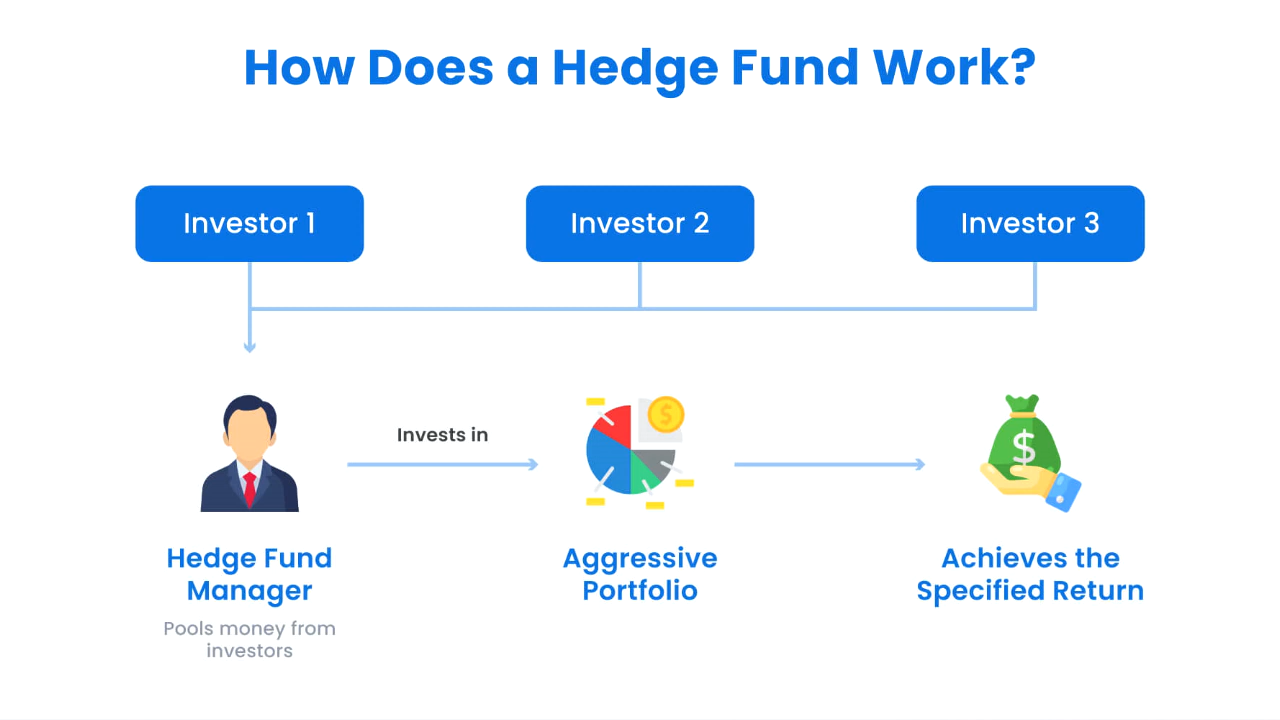 How Does a Hedge Fund Work?
Investor 1
Investor 2
Investor 3
Invests in
$
$
Hedge Fund
Manager
Pools money from
investors
Aggressive
Portfolio
Achieves the
Specified Return